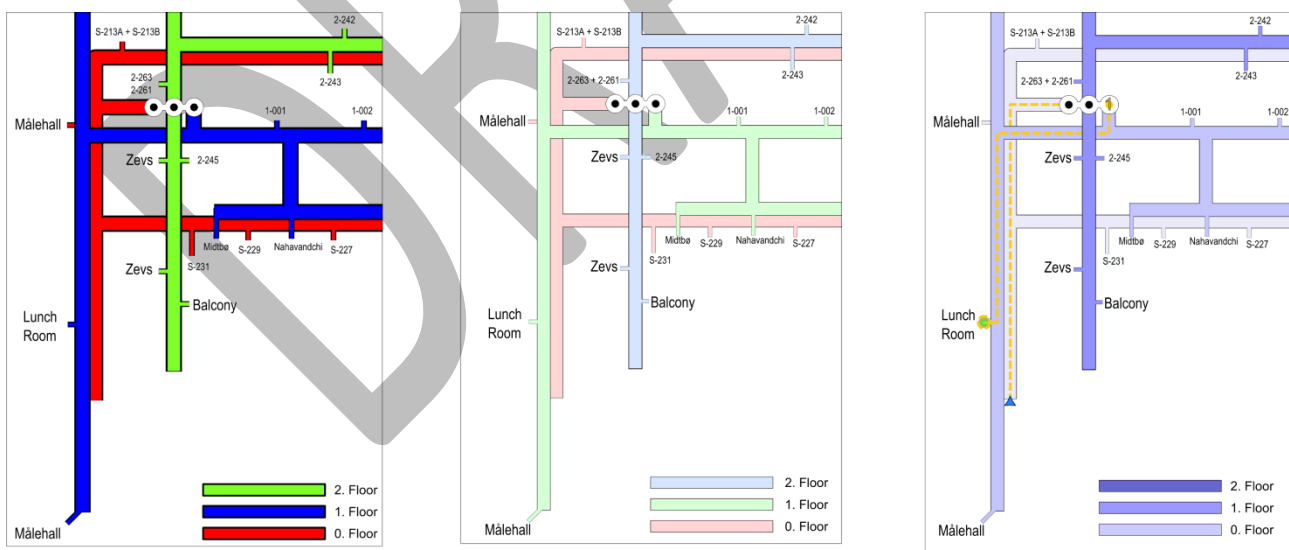 2-242
S-213A + S-213B
2-243
2-263
2-261
1-001
1-002
Målehall
Zevs
2-245
Midtbø
S-229
Nahavandchi
S-227
S-231
Zevs
Balcony
Lunch
Room
2. Floor
1. Floor
0. Floor
Målehall
2-242
S-213A + S-213B
2-243
2-263 + 2-261
1-001
1-002
Målehall
Zevs
2-245
Midtbø
S-229
Nahavandchi
S-227
S-231
Zevs
Balcony
Lunch
Room
2. Floor
1. Floor
0. Floor
Målehall
2-242
S-213A + S-213B
2-243
2-263 + 2-261
1-001
1-002
Målehall
Zevs
2-245
Midtbø
S-229
Nahavandchi
S-227
S-231
Zevs
Balcony
Lunch
Room
2. Floor
1. Floor
0. Floor
Målehall